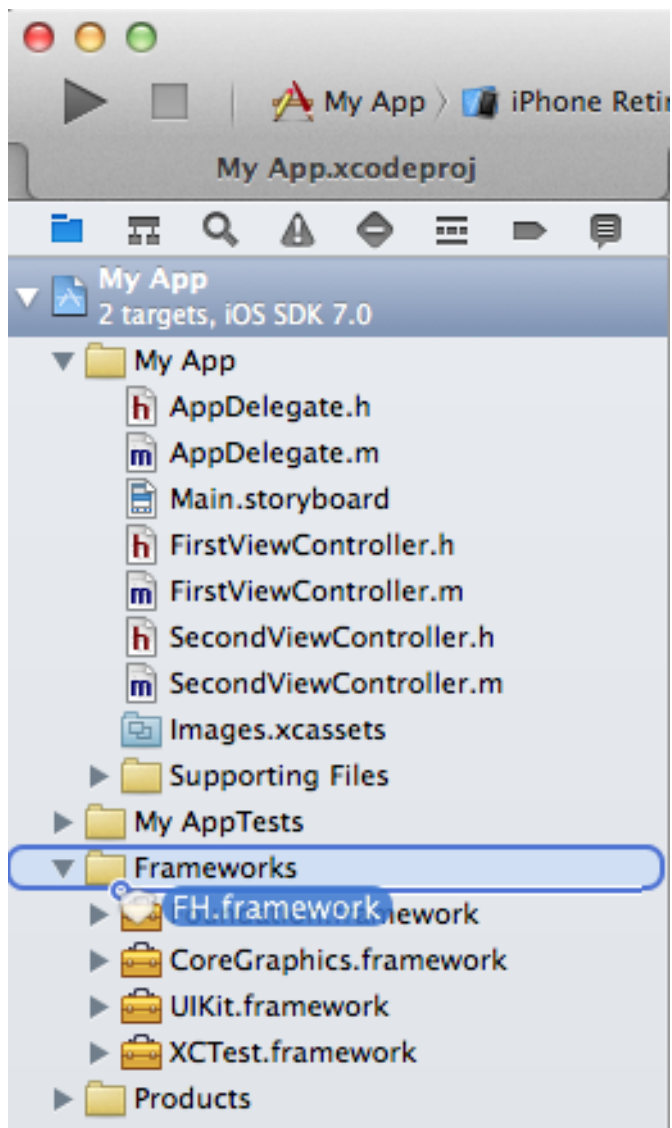 My App
iPhone Reti
My App.xcodeproj
My App
2 targets, iOS SDK 7.0
My App
h AppDelegate.h
m AppDelegate.m
Main.storyboard
h FirstViewController.h
m FirstViewController.m
h SecondViewController.h
m SecondViewController.m
Images.xcassets
Supporting Files
My AppTests
Frameworks
FH.framework
CoreGraphics.framework
UIKit.framework
XCTest.framework
Products